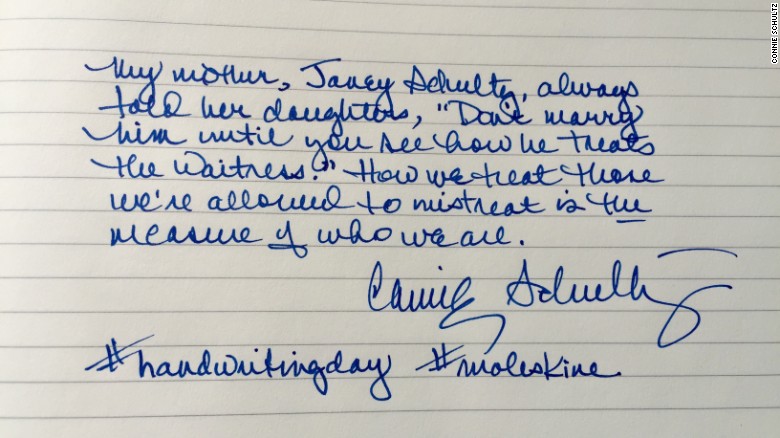 My mother, Janey Schultz, always
told her daughters, "Don't marry
him until you see how he treats
the waitress." How we treat those
we're allowed to mistreat is the
measure of who we are.
Connie Schultz
#handwritingday #moleskine
CONNIE SCHULTZ